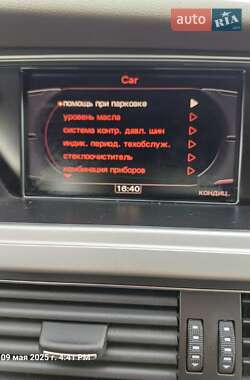 auto RIA
Car
помощь при парковке
уровень масла
система контр. давл. шин
индик. период. техобслуж.
стеклоочиститель
комбинация приборов
16:40
кондиц.
09 мая 2025 г. 4:41 PM